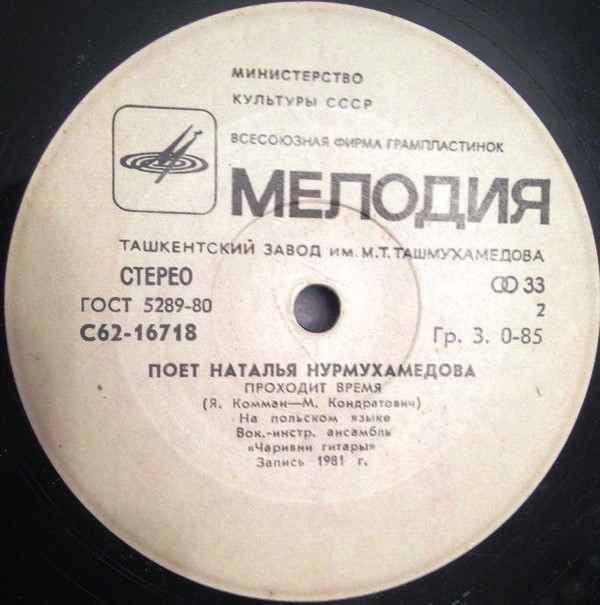 МИНИСТЕРСТВО
КУЛЬТУРЫ СССР
ВСЕСОЮЗНАЯ ФИРМА ГРАМПЛАСТИНОК
МЕЛОДИЯ
ТАШКЕНТСКИЙ ЗАВОД ИМ. М.Т. ТАШМУХАМЕДОВА
СТЕРЕО 33
ГОСТ 5289-80 2
С62-16718 Гр. 3. 0-85
ПОЕТ НАТАЛЬЯ НУРМУХАМЕДОВА
ПРОХОДИТ ВРЕМЯ
(Я. Комман—М. Кондратович)
На польском языке
Вок.-инстр. ансамбль
«Чаривни гитары»
Запись 1981 г.